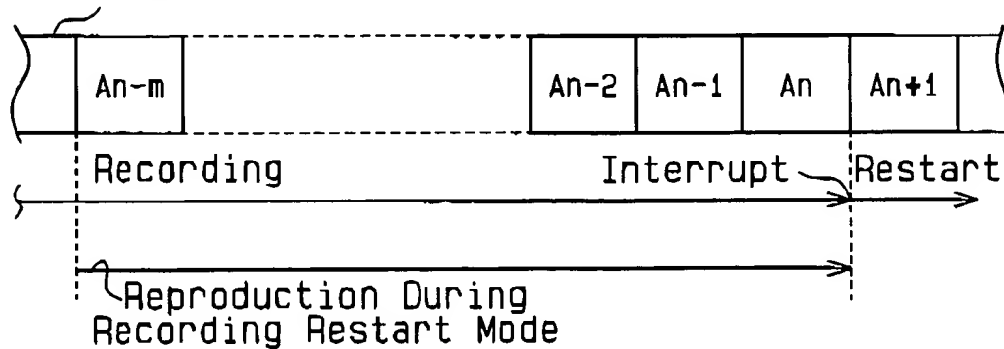 An-m An-2 An-1 An An+1
Recording Interrupt Restart
Reproduction During
Recording Restart Mode